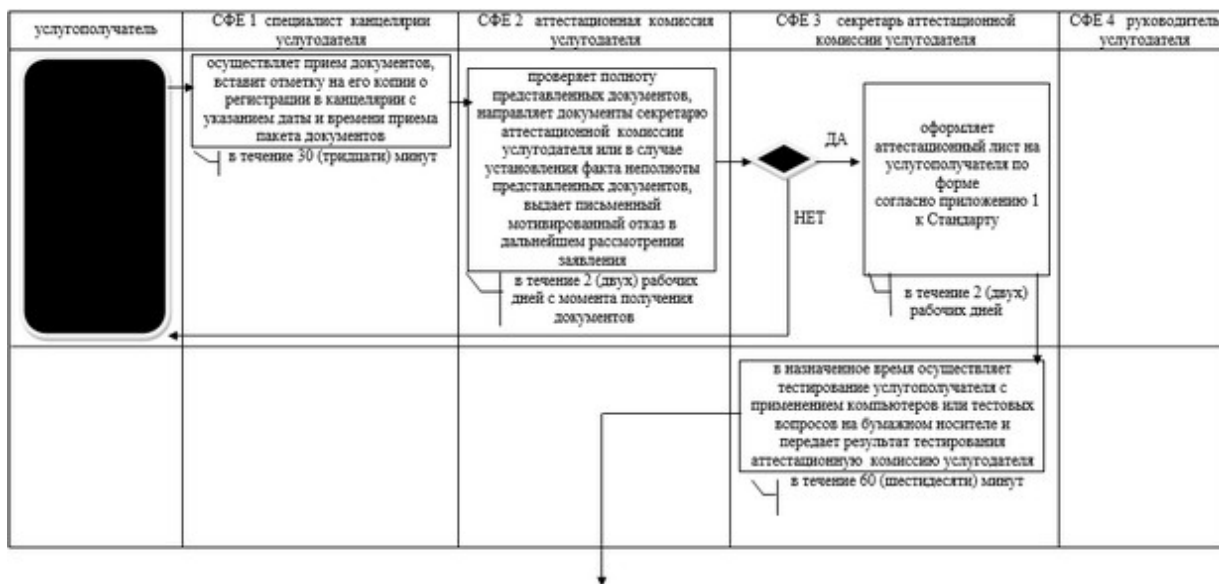 услугополучатель
СФЕ 1 специалист канцелярии
услугодателя
СФЕ 2 аттестационная комиссия
услугодателя
СФЕ 3 секретарь аттестационной
комиссии услугодателя
СФЕ 4 руководитель
услугодателя
осуществляет прием документов,
вставит отметку на его копии о
регистрации в канцелярии с
указанием даты и времени приема
пакета документов
в течение 30 (тридцати) минут
проверяет полноту
представленных документов,
направляет документы секретарю
аттестационной комиссии
услугодателя или в случае
установления факта неполноты
представленных документов,
выдает письменный
мотивированный отказ в
дальнейшем рассмотрении
заявления
в течение 2 (двух) рабочих
дней с момента получения
документов
ДА
НЕТ
оформляет
аттестационный лист на
услугополучателя по
форме
согласно приложению 1
к Стандарту
в течение 2 (двух)
рабочих дней
в назначенное время осуществляет
тестирование услугополучателя с
применением компьютеров или тестовых
вопросов на бумажном носителе и
передает результат тестирования
аттестационную комиссию услугодателя
в течение 60 (шестидесяти) минут